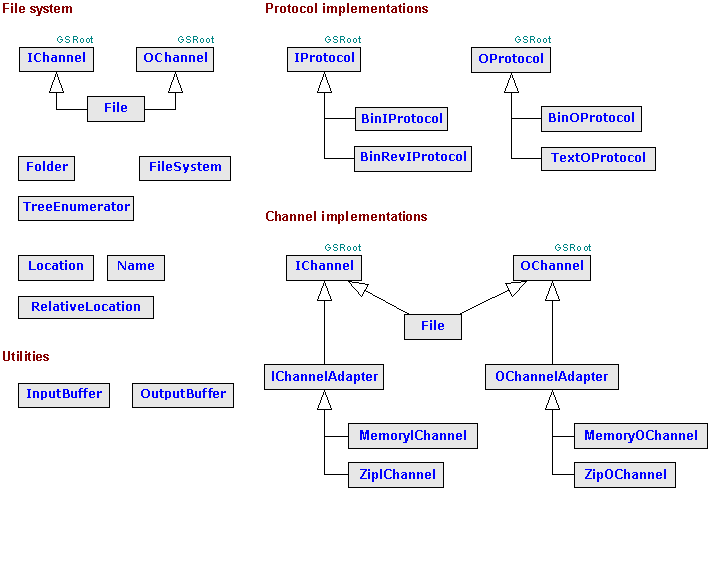 File system
GSRoot
GSRoot
IChannel
OChannel
File
Folder
FileSystem
TreeEnumerator
Location
Name
RelativeLocation
Utilities
InputBuffer
OutputBuffer
Protocol implementations
GSRoot
GSRoot
IProtocol
OProtocol
BinIProtocol
BinOProtocol
BinRevIProtocol
TextOProtocol
Channel implementations
GSRoot
GSRoot
IChannel
OChannel
File
IChannelAdapter
OChannelAdapter
MemoryIChannel
MemoryOChannel
ZipIChannel
ZipOChannel